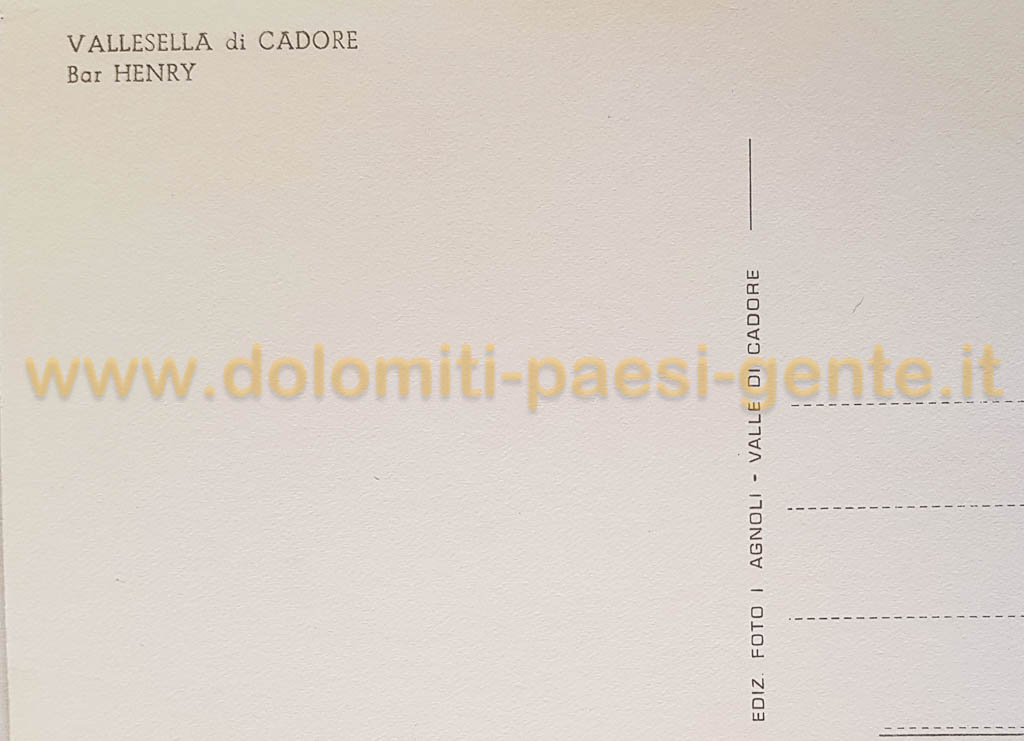 VALLESELLA di CADORE
Bar HENRY
www.dolomiti-paesi-gente.it
EDIZ. FOTO I AGNOLI - VALLE DI CADORE